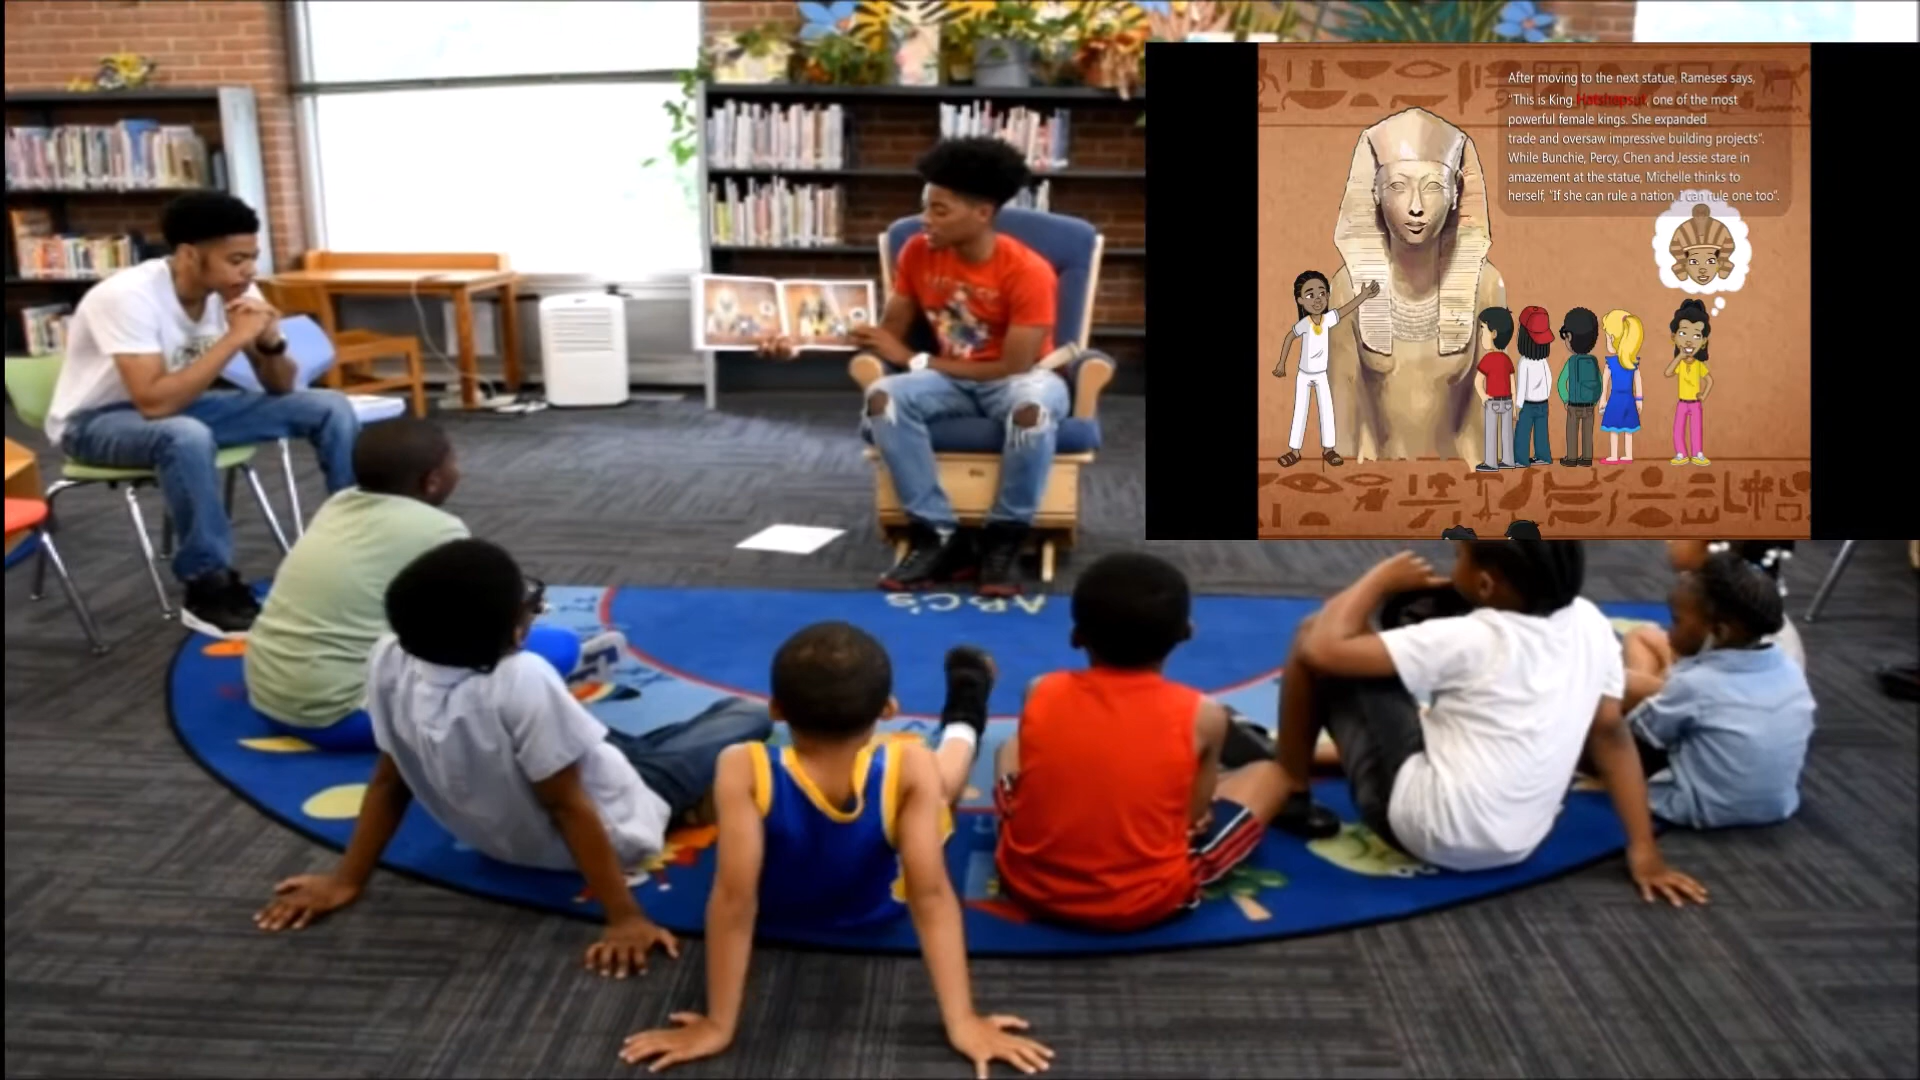 After moving to the next statue, Rameses says,
"This is King Hatshepsut, one of the most
powerful female kings. She expanded
trade and oversaw impressive building projects".
While Bunchie, Percy, Chen and Jessie stare in
amazement at the statue, Michelle thinks to
herself, "If she can rule a nation, I can rule one too".
ABC's